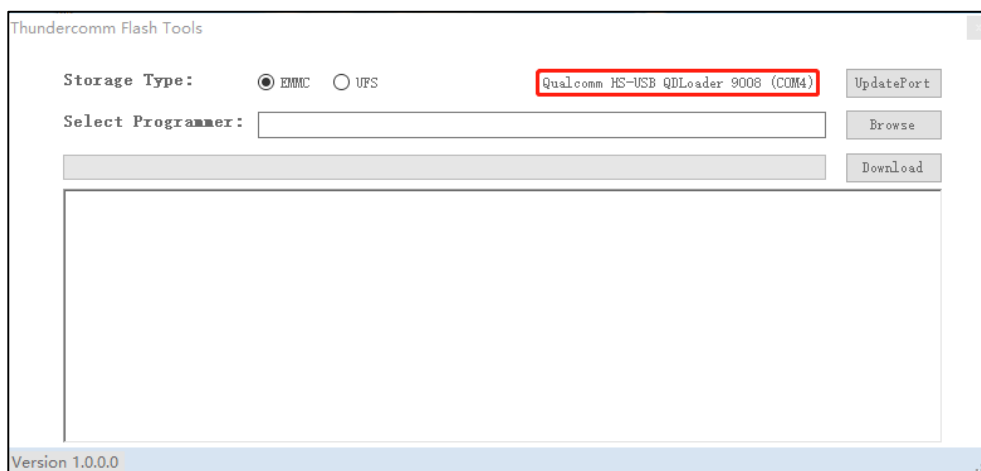 Thundercomm Flash Tools
Storage Type: EMMC UFS Qualcomm HS-USB QDLoader 9008 (COM4) UpdatePort
Select Programmer: Browse
Download
Version 1.0.0.0